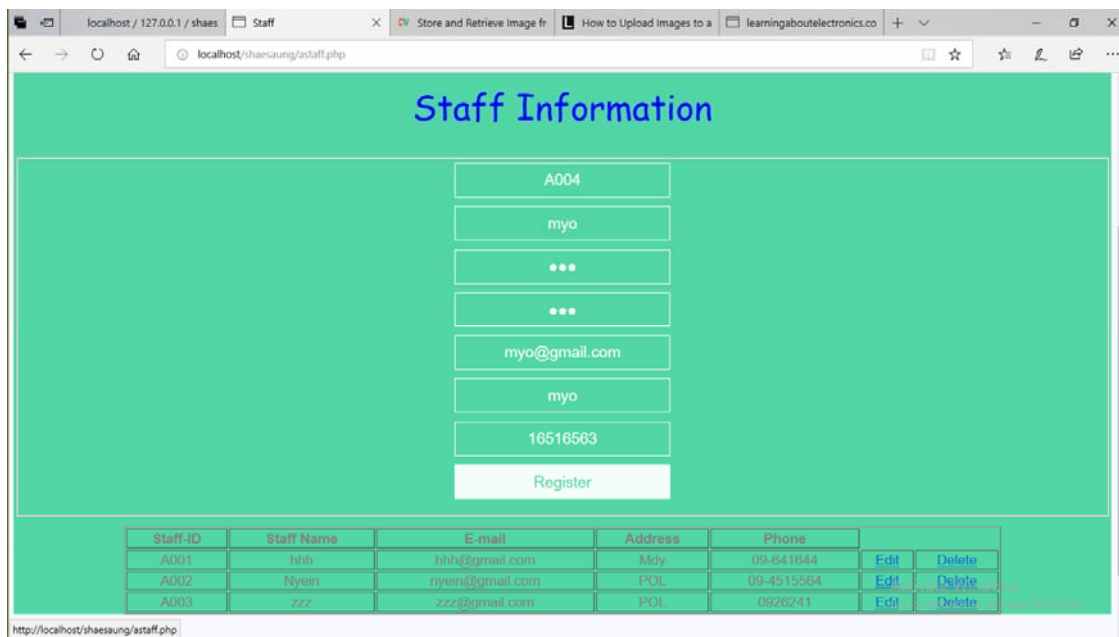 localhost / 127.0.0.1 / shaes
Staff
Store and Retrieve Image fr
How to Upload Images to a
learningaboutelectronics.co
localhost/shaesaung/astaff.php
Staff Information
A004
myo
•••
•••
myo@gmail.com
myo
16516563
Register
Staff-ID Staff Name E-mail Address Phone
A001 hhh hhh@gmail.com Mdy 09-641644 Edit Delete
A002 Nyein nyein@gmail.com POL 09-4515564 Edit Delete
A003 zzz zzz@gmail.com POL 0926241 Edit Delete
http://localhost/shaesaung/astaff.php